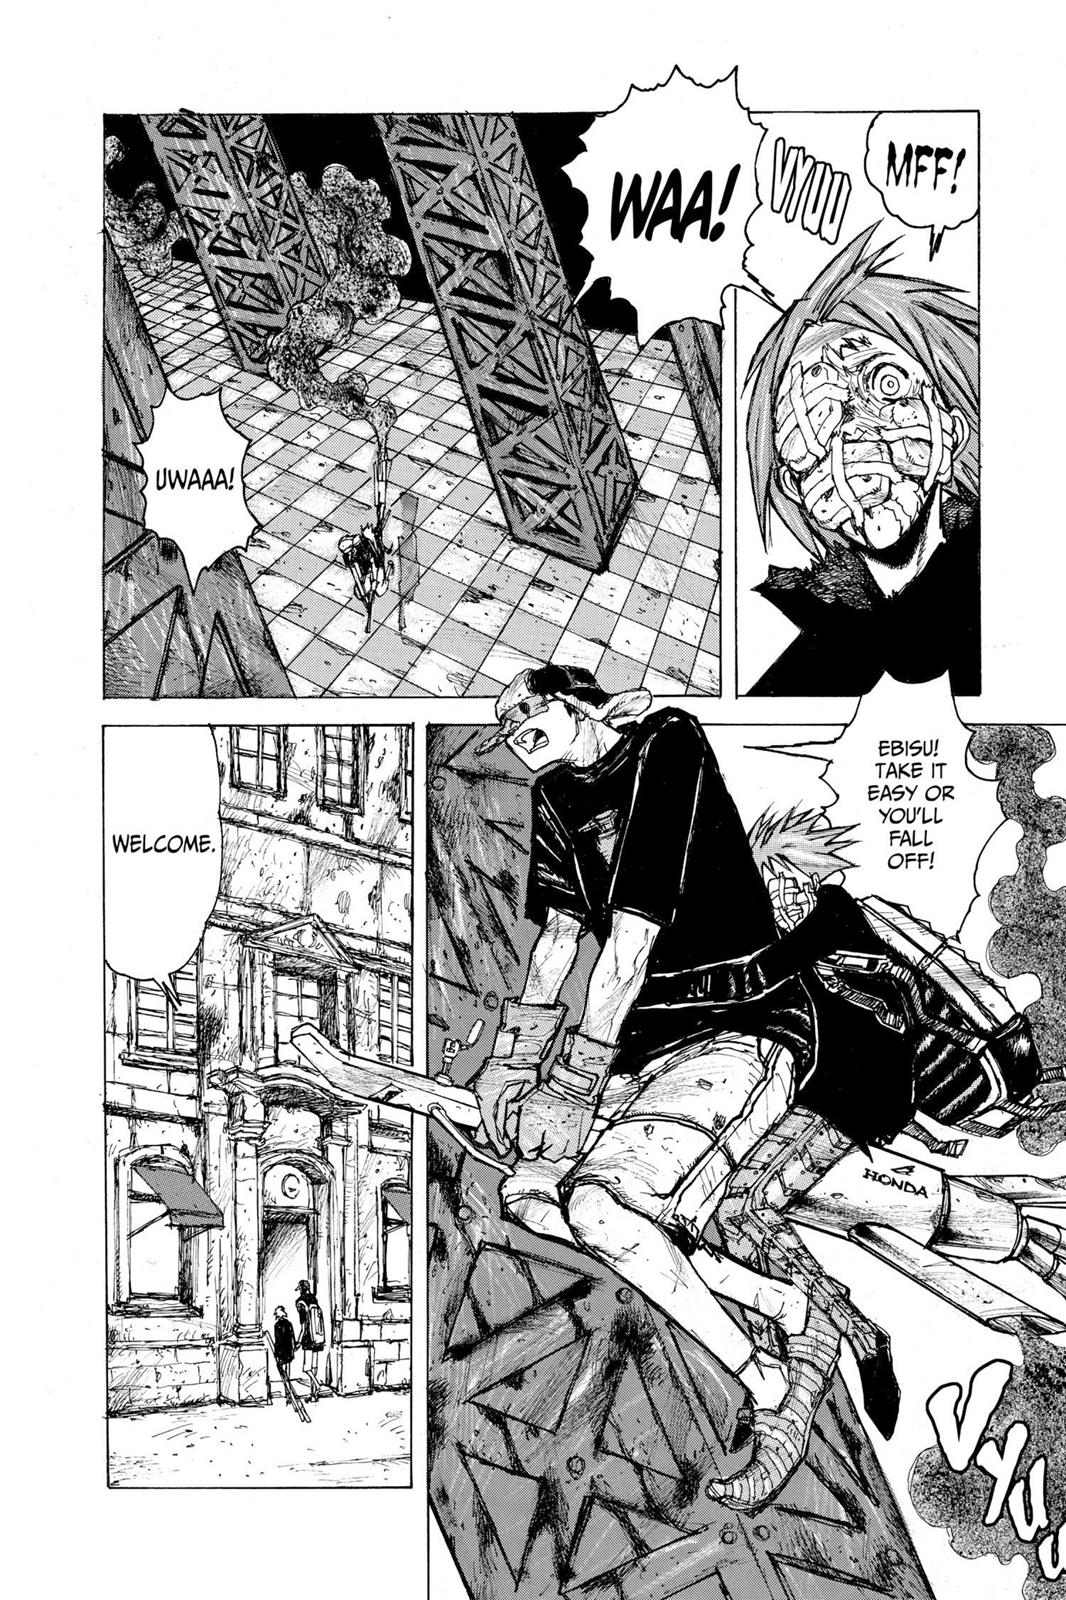 WAA!
VYUU
MFF!
UWAAA!
EBISU!
TAKE IT
EASY OR
YOU'LL
FALL
OFF!
WELCOME.
HONDA
VYUU